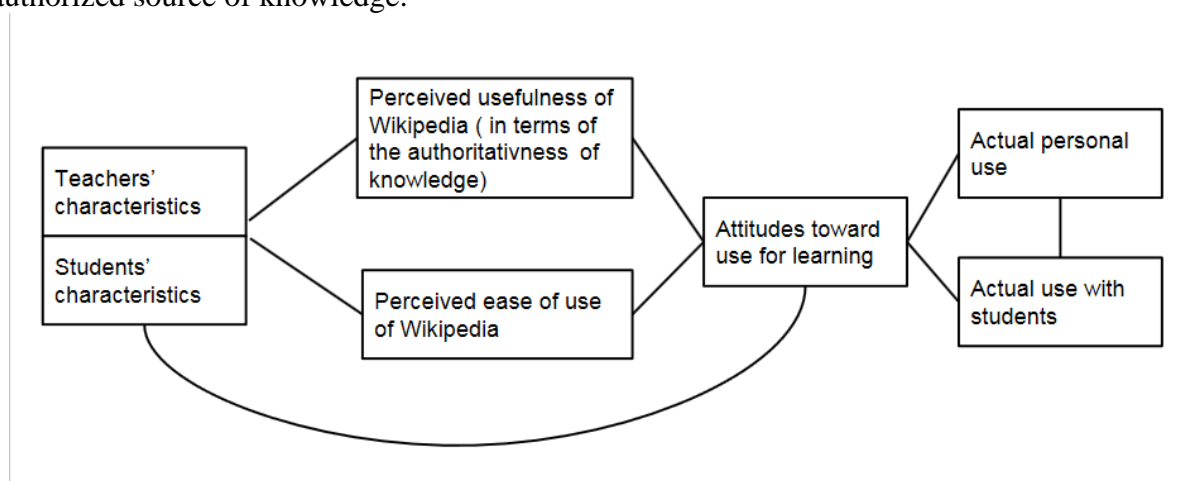 authorized source of knowledge.
Perceived usefulness of
Wikipedia ( in terms of
the authoritativness of
knowledge)
Teachers'
characteristics
Students'
characteristics
Perceived ease of use
of Wikipedia
Attitudes toward
use for learning
Actual personal
use
Actual use with
students